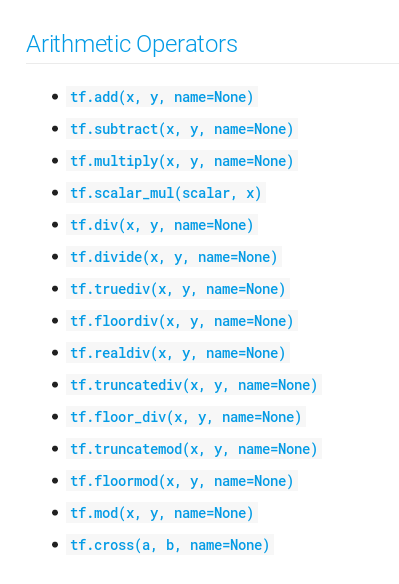 Arithmetic Operators
tf.add(x, y, name=None)
tf.subtract(x, y, name=None)
tf.multiply(x, y, name=None)
tf.scalar_mul(scalar, x)
tf.div(x, y, name=None)
tf.divide(x, y, name=None)
tf.truediv(x, y, name=None)
tf.floordiv(x, y, name=None)
tf.realdiv(x, y, name=None)
tf.truncatediv(x, y, name=None)
tf.floor_div(x, y, name=None)
tf.truncatemod(x, y, name=None)
tf.floormod(x, y, name=None)
tf.mod(x, y, name=None)
tf.cross(a, b, name=None)